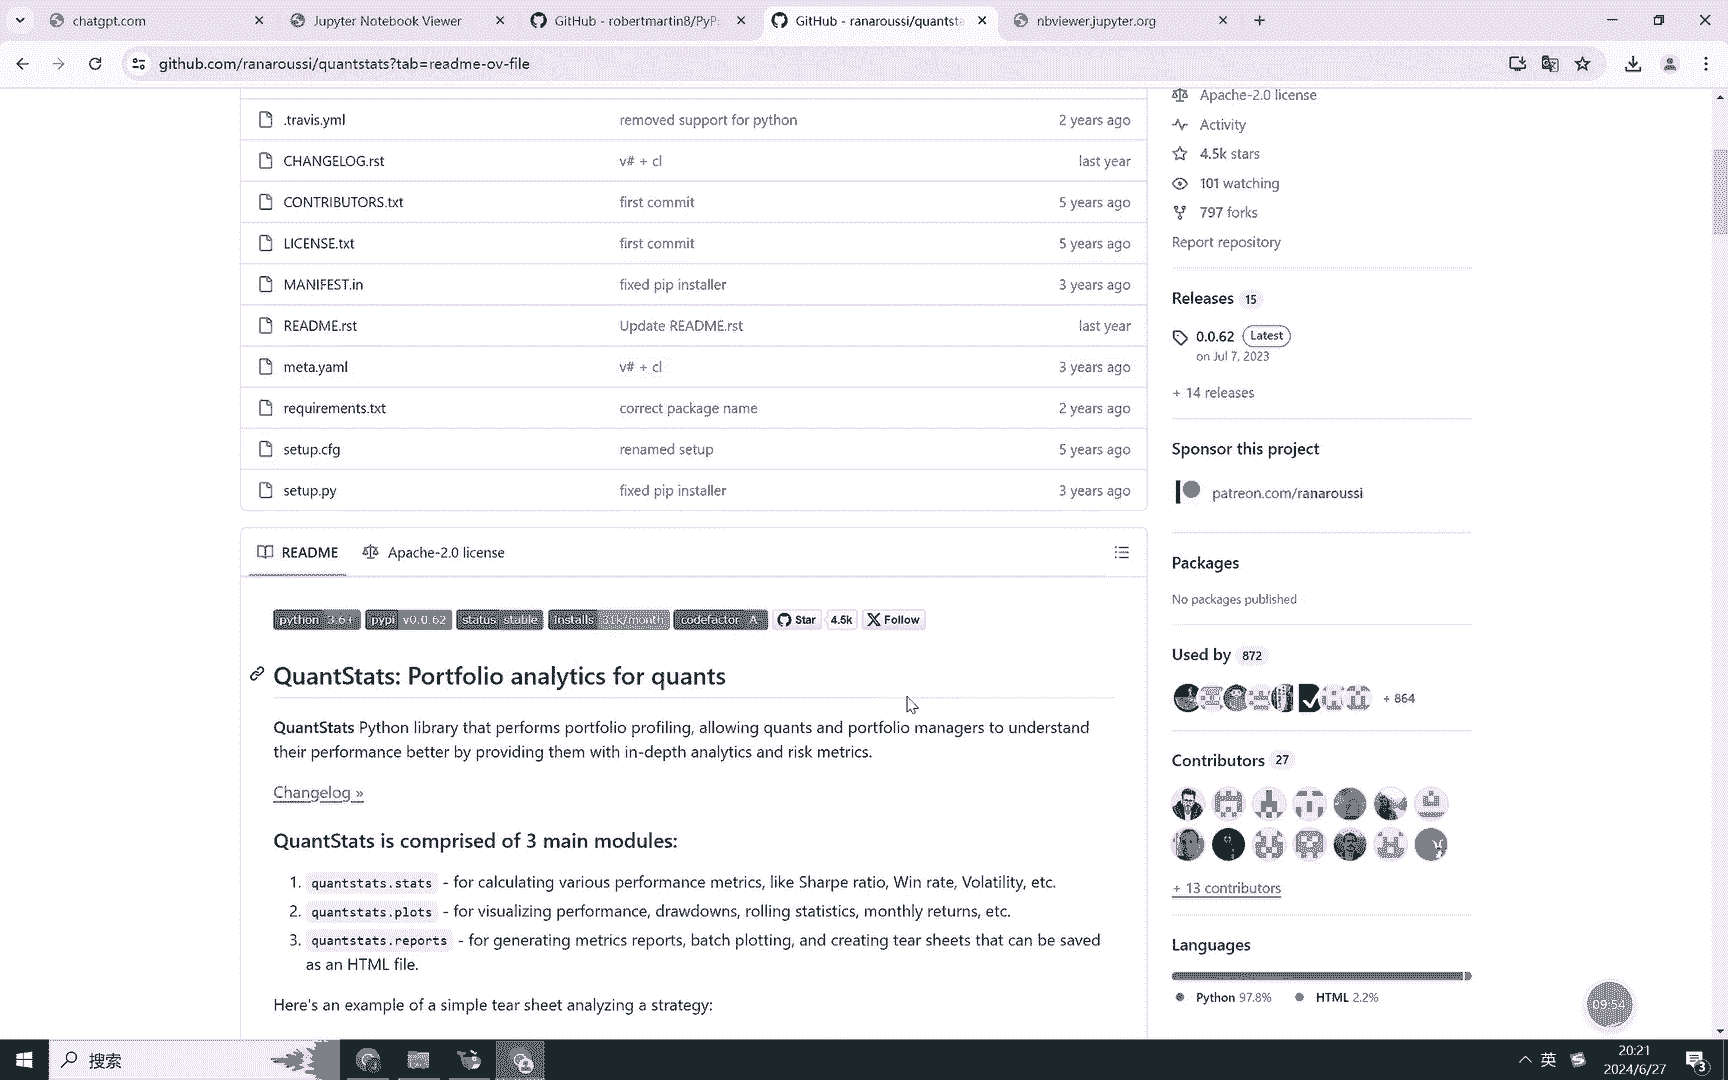 chatgpt.com
Jupyter Notebook Viewer
GitHub - robertmartin8/PyP
GitHub - ranaroussi/quantsta
nbviewer.jupyter.org
github.com/ranaroussi/quantstats?tab=readme-ov-file
.travis.yml removed support for python 2 years ago
CHANGELOG.rst v# + cl last year
CONTRIBUTORS.txt first commit 5 years ago
LICENSE.txt first commit 5 years ago
MANIFEST.in fixed pip installer 3 years ago
README.rst Update README.rst last year
meta.yaml v# + cl 3 years ago
requirements.txt correct package name 2 years ago
setup.cfg renamed setup 5 years ago
setup.py fixed pip installer 3 years ago
README Apache-2.0 license
python 3.6+ pypi v0.0.62 status stable installs 31k/month codefactor A Star 4.5k Follow
QuantStats: Portfolio analytics for quants
QuantStats Python library that performs portfolio profiling, allowing quants and portfolio managers to understand
their performance better by providing them with in-depth analytics and risk metrics.
Changelog »
QuantStats is comprised of 3 main modules:
1. quantstats.stats - for calculating various performance metrics, like Sharpe ratio, Win rate, Volatility, etc.
2. quantstats.plots - for visualizing performance, drawdowns, rolling statistics, monthly returns, etc.
3. quantstats.reports - for generating metrics reports, batch plotting, and creating tear sheets that can be saved
as an HTML file.
Here's an example of a simple tear sheet analyzing a strategy:
Apache-2.0 license
Activity
4.5k stars
101 watching
797 forks
Report repository
Releases 15
0.0.62 Latest
on Jul 7, 2023
+ 14 releases
Sponsor this project
patreon.com/ranaroussi
Packages
No packages published
Used by 872
+ 864
Contributors 27
+ 13 contributors
Languages
Python 97.8% HTML 2.2%
09:54
搜索
英
20:21
2024/6/27
3